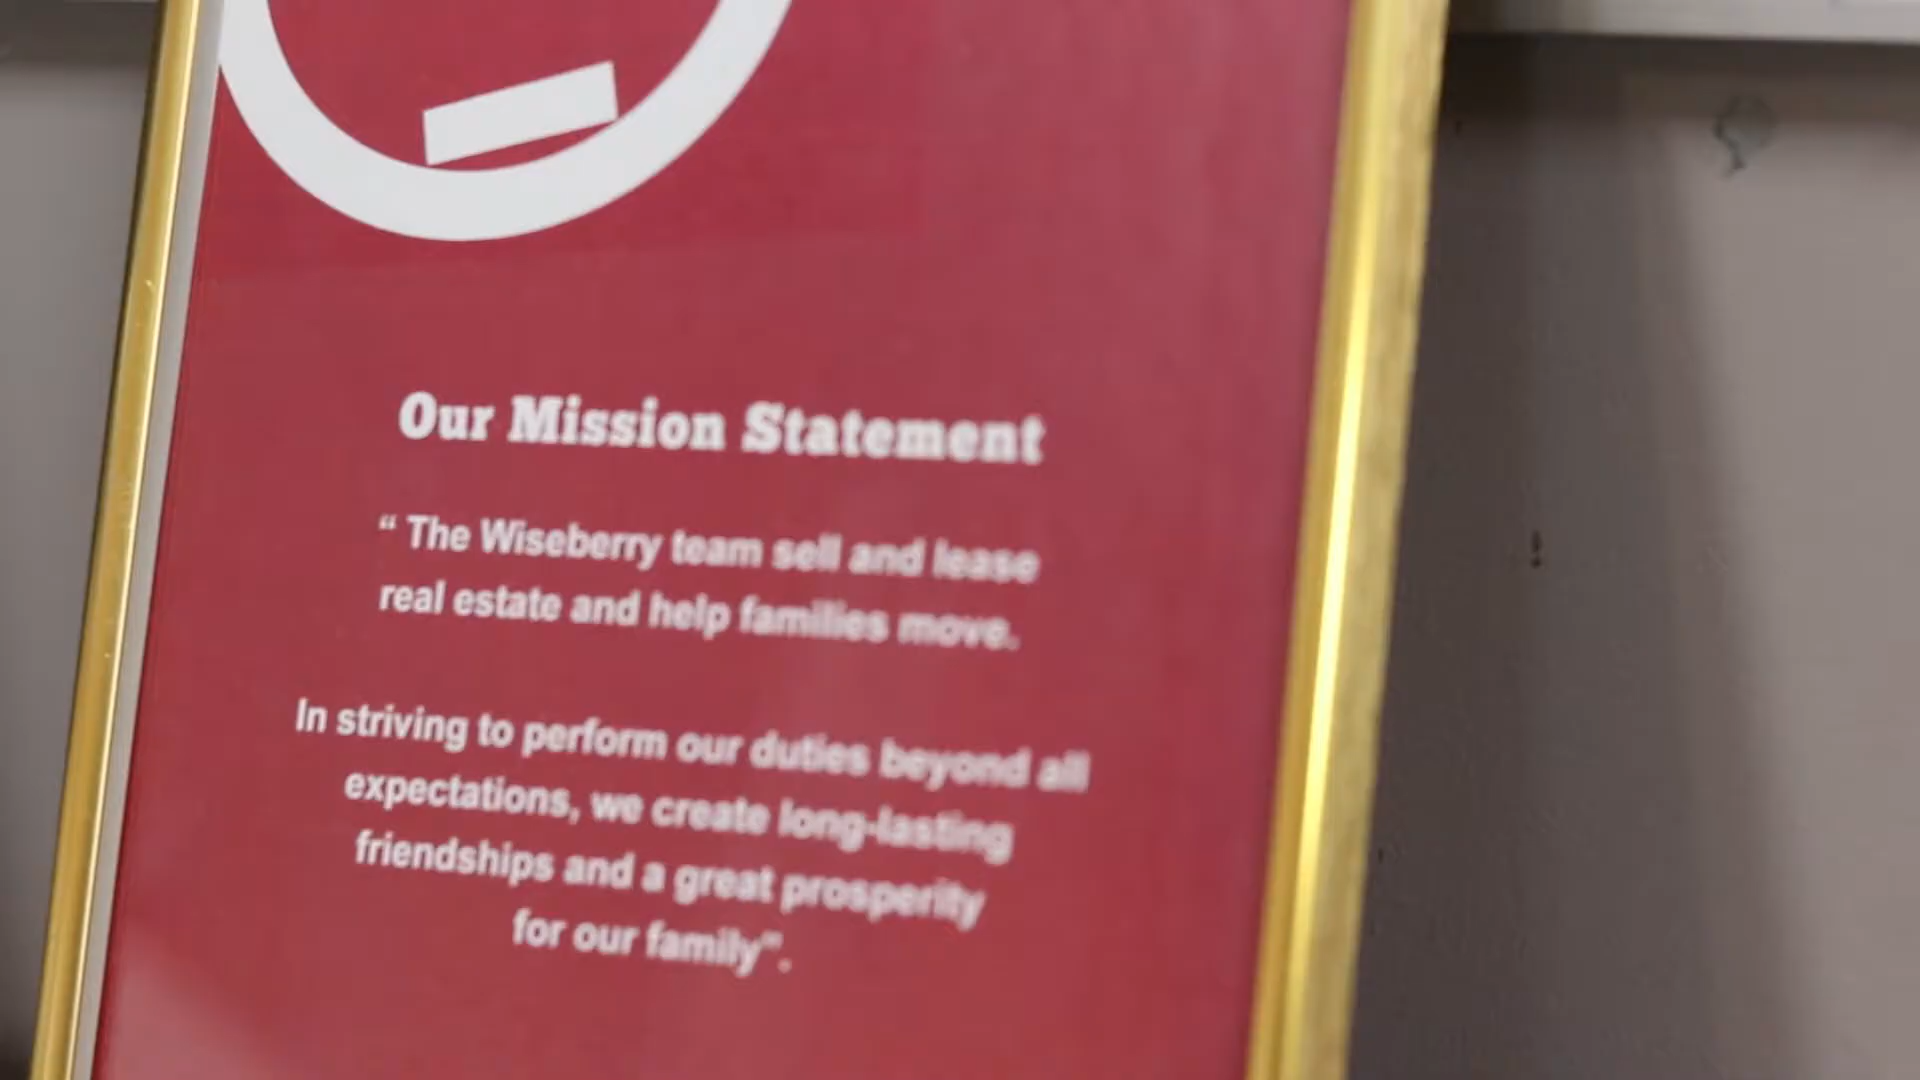 Our Mission Statement
“ The Wiseberry team sell and lease
real estate and help families move.
In striving to perform our duties beyond all
expectations, we create long-lasting
friendships and a great prosperity
for our family”.